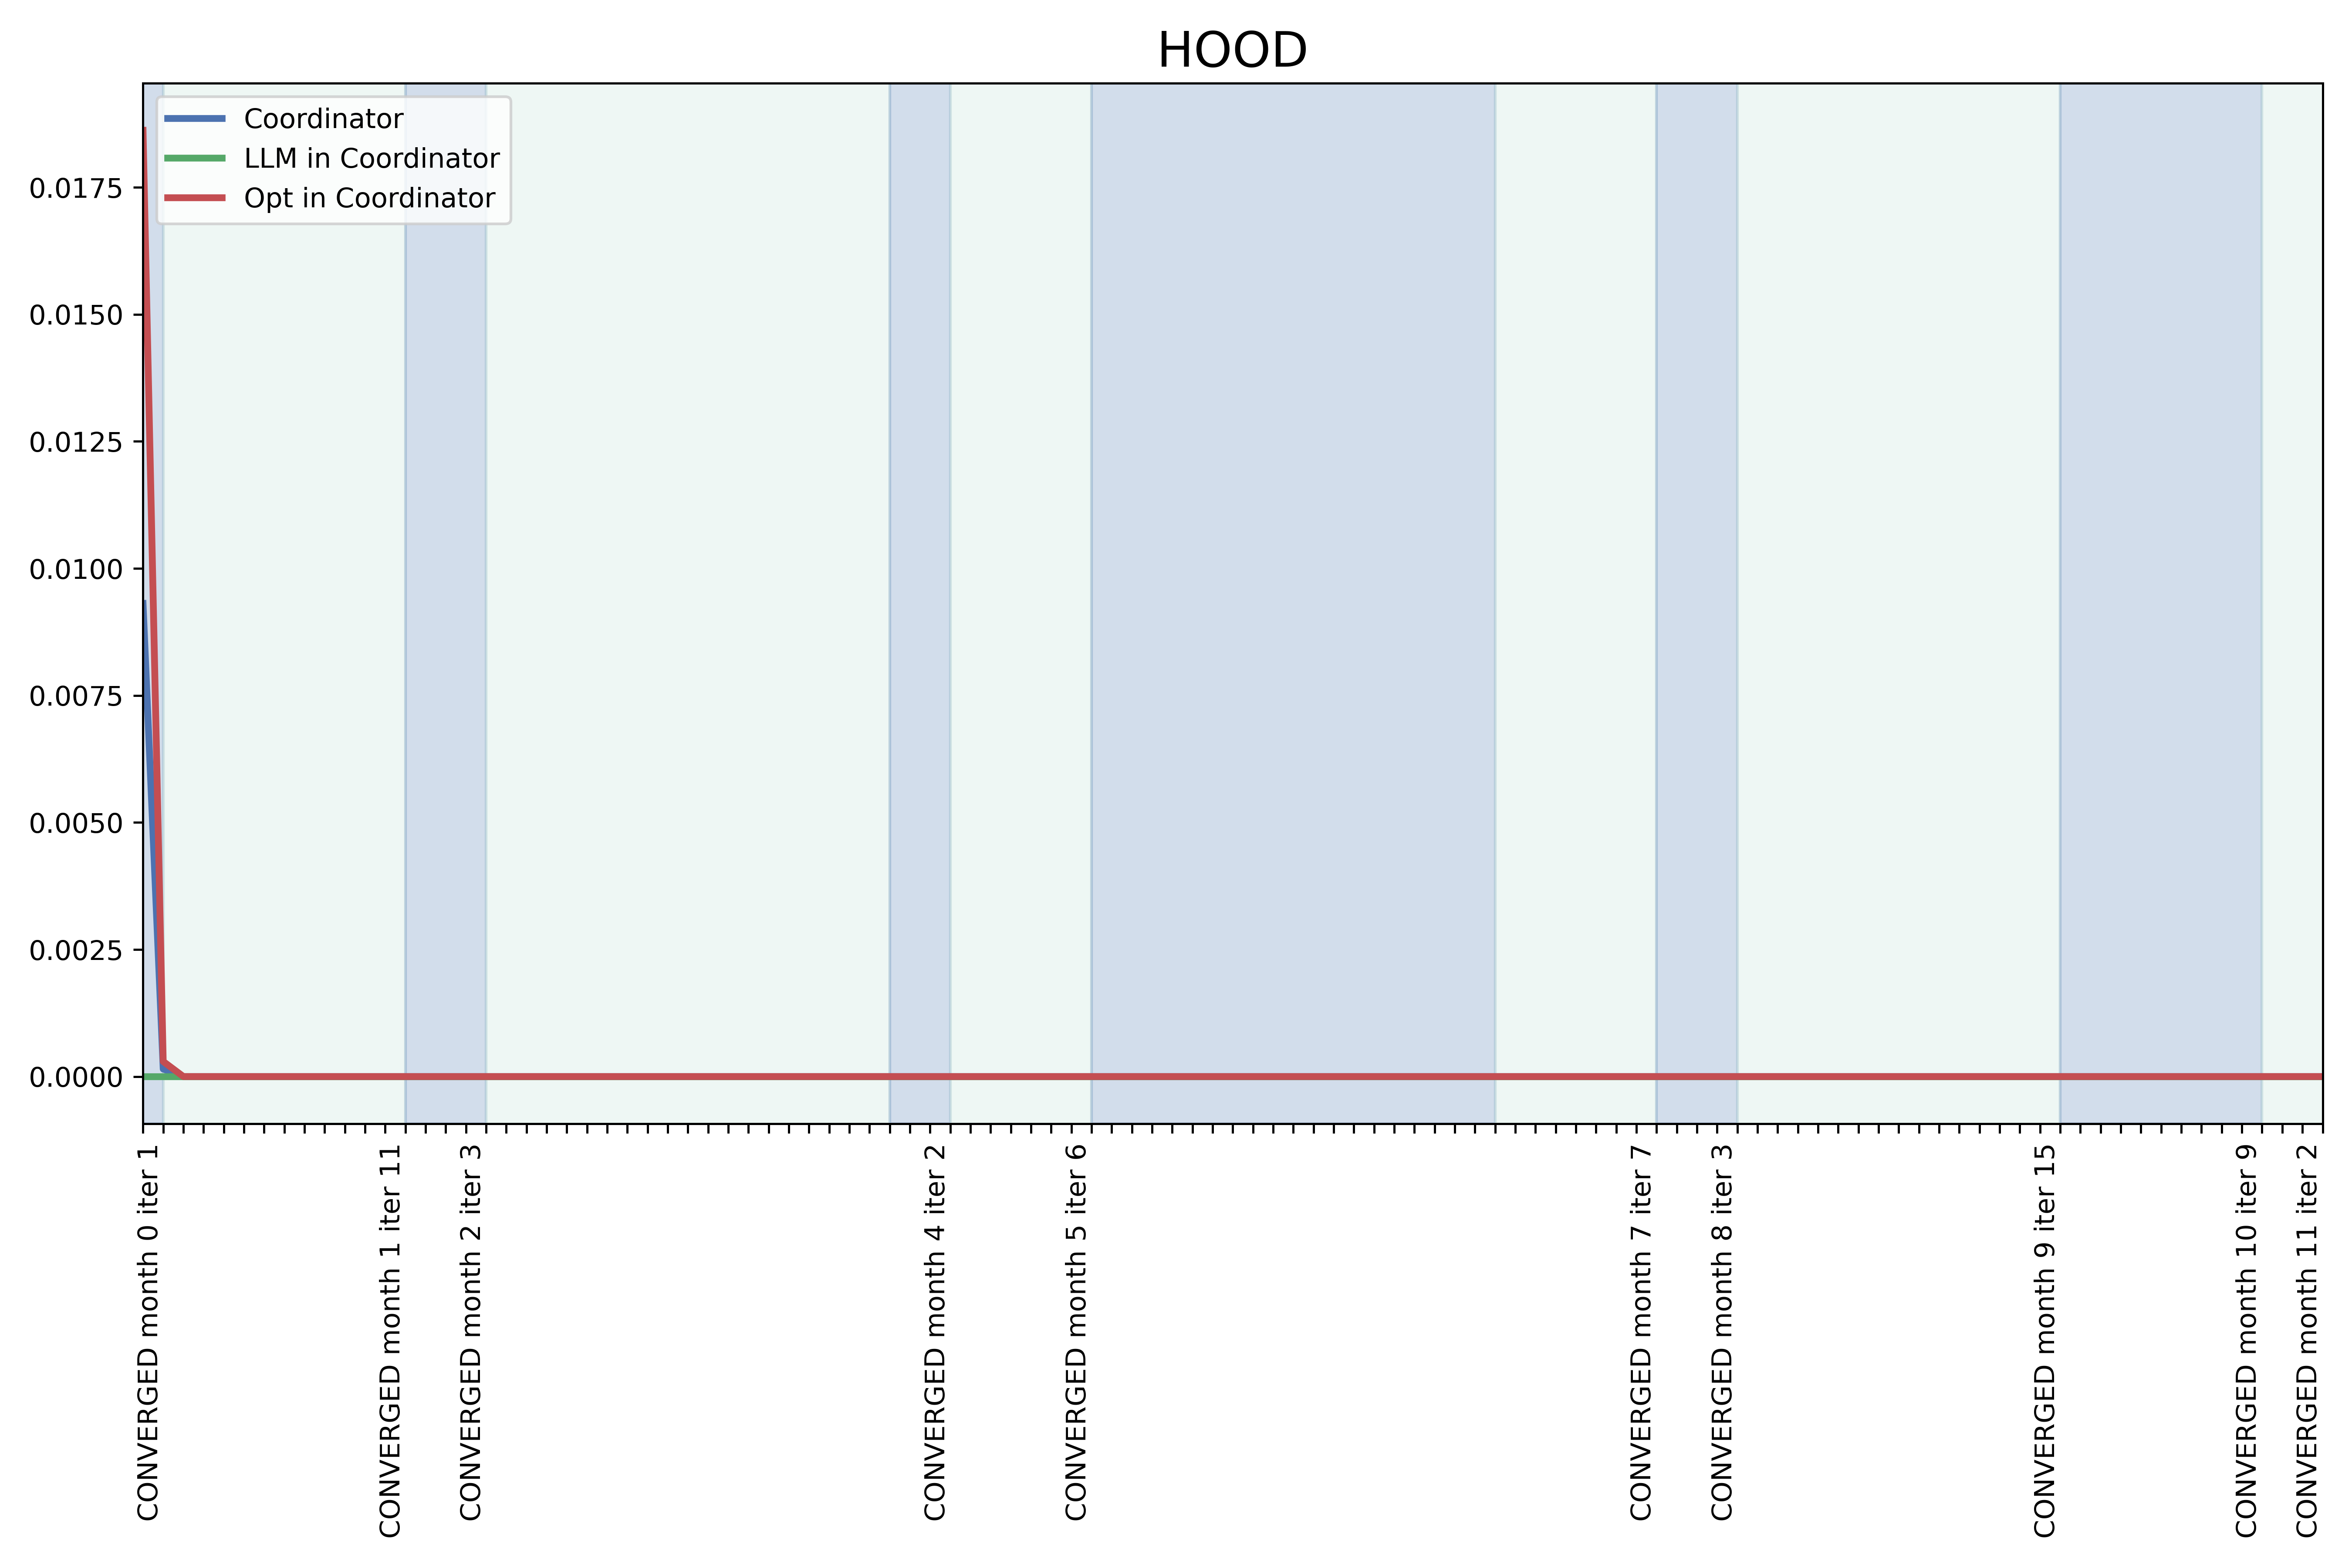 HOOD
Coordinator
LLM in Coordinator
Opt in Coordinator
0.0175
0.0150
0.0125
0.0100
0.0075
0.0050
0.0025
0.0000
CONVERGED month 0 iter 1
CONVERGED month 1 iter 11
CONVERGED month 2 iter 3
CONVERGED month 4 iter 2
CONVERGED month 5 iter 6
CONVERGED month 7 iter 7
CONVERGED month 8 iter 3
CONVERGED month 9 iter 15
CONVERGED month 10 iter 9
CONVERGED month 11 iter 2